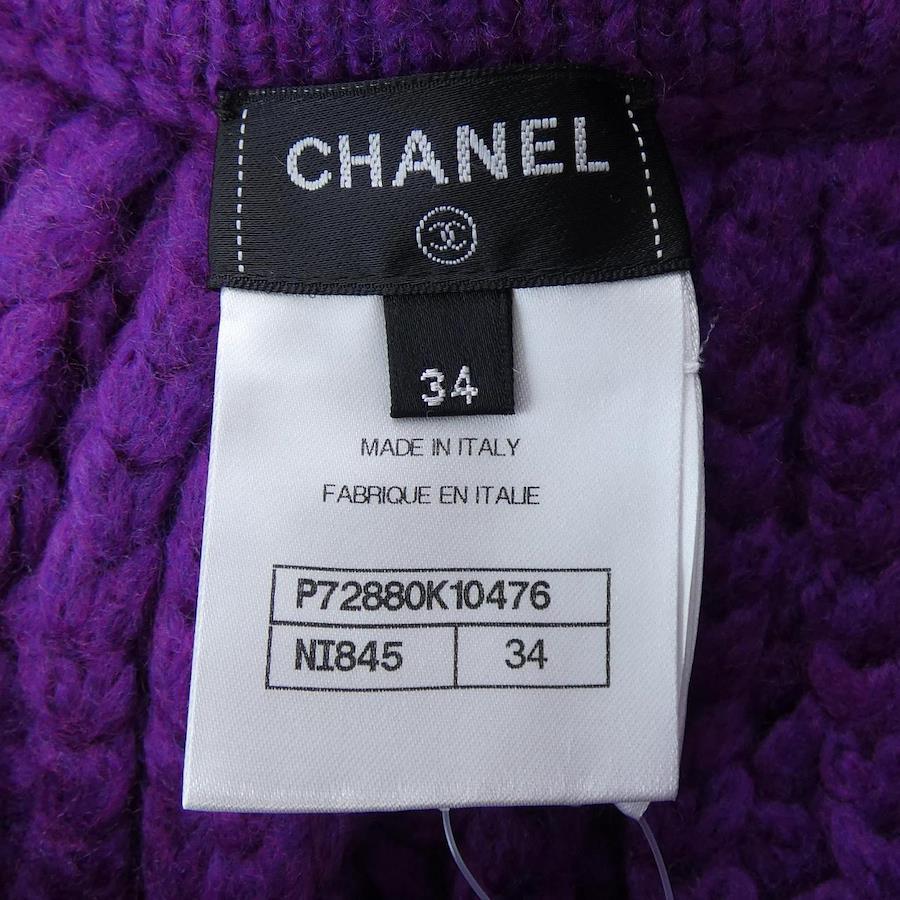 CHANEL
34
MADE IN ITALY
FABRIQUE EN ITALIE
P72880K10476
NI845 34